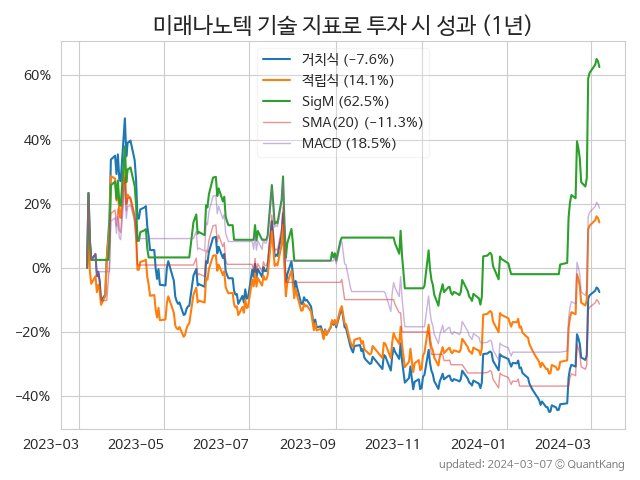 미래나노텍 기술 지표로 투자 시 성과 (1년)
거치식 (−7.6%)
적립식 (14.1%)
SigM (62.5%)
SMA(20) (−11.3%)
MACD (18.5%)
60%
40%
20%
0%
−20%
−40%
2023-03 2023-05 2023-07 2023-09 2023-11 2024-01 2024-03
updated: 2024-03-07 © QuantKang